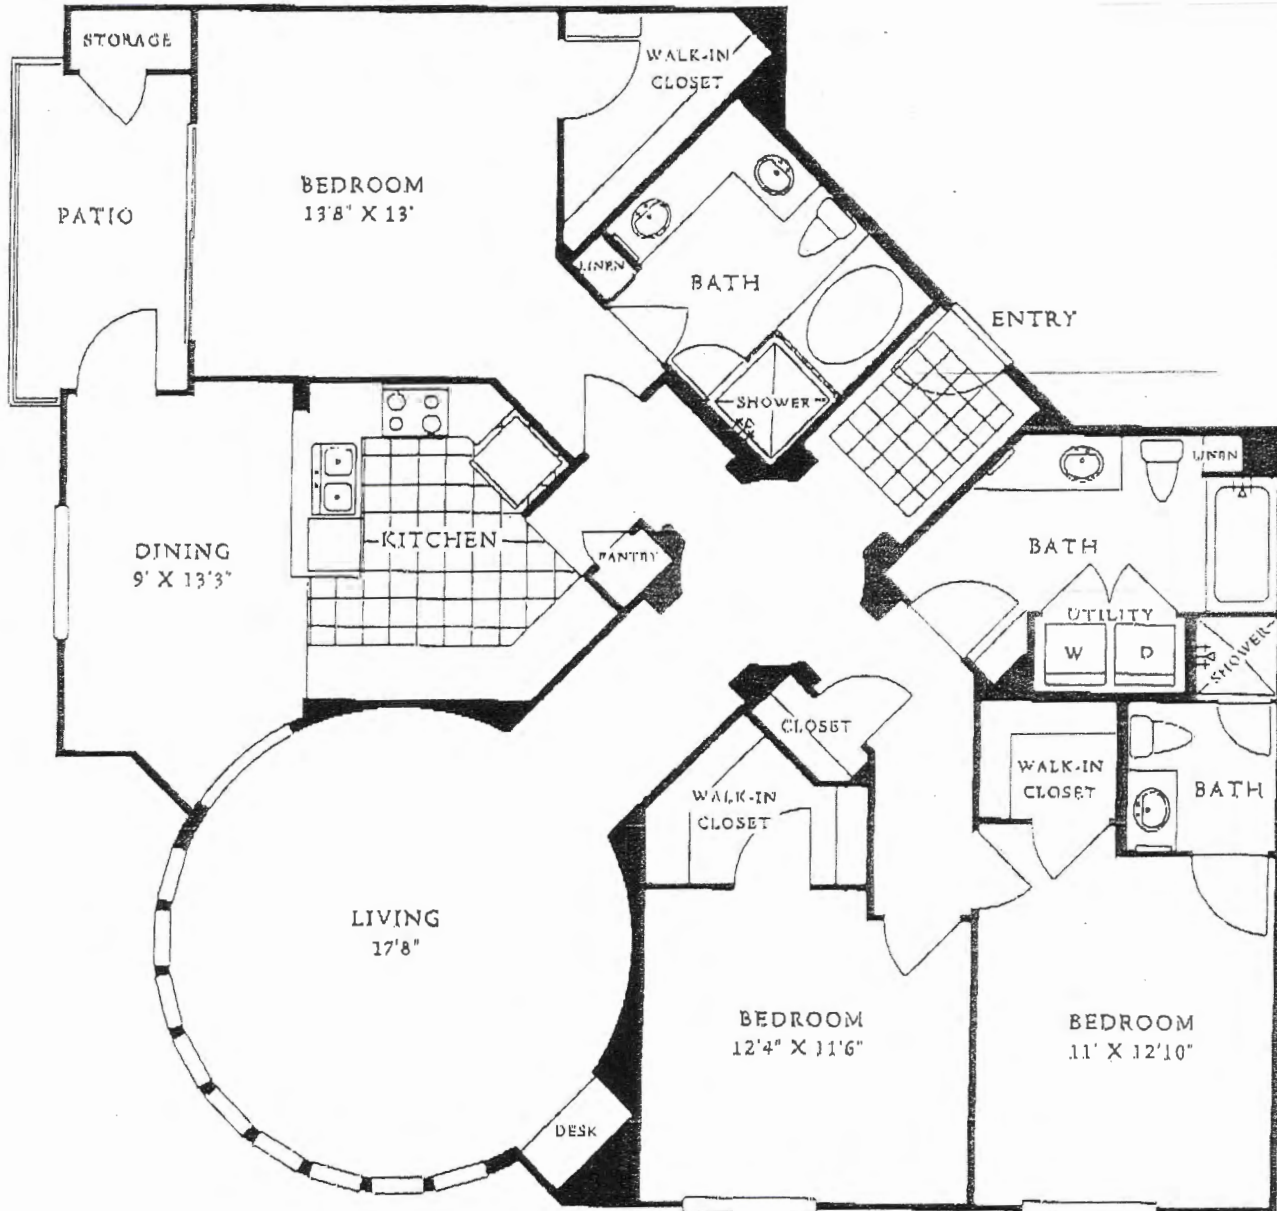 STORAGE
WALK-IN
CLOSET
BEDROOM
13'8" X 13'
PATIO
LINEN
BATH
ENTRY
SHOWER
LINEN
DINING
9' X 13'3"
KITCHEN
PANTRY
BATH
UTILITY
W
D
SHOWER
CLOSET
WALK-IN
CLOSET
WALK-IN
CLOSET
BATH
LIVING
17'8"
BEDROOM
12'4" X 11'6"
BEDROOM
11' X 12'10"
DESK